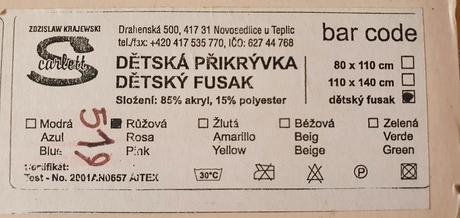 ZDZISLAW KRAJEWSKI
Scarlett
Drahenská 500, 417 31 Novosedlice u Teplic
tel./fax: +420 417 535 770, IČO: 627 44 768
bar code
DĚTSKÁ PŘIKRÝVKA
DĚTSKÝ FUSAK
Složení: 85% akryl, 15% polyester
80 x 110 cm
110 x 140 cm
dětský fusak
519
Modrá Růžová Žlutá Béžová Zelená
Azul Rosa Amarillo Beig Verde
Blue Pink Yellow Beige Green
Certifikát:
Test - No. 2001AN0657 AITEX
30°C
P